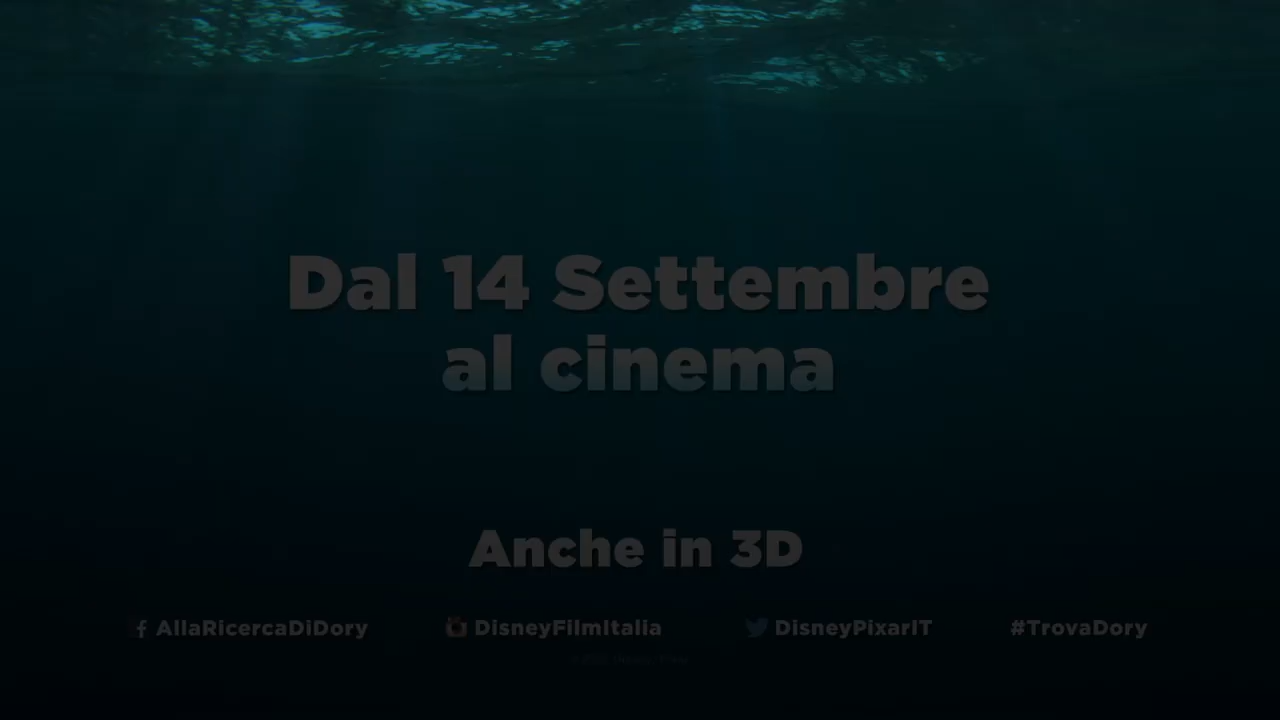 Dal 14 Settembre
al cinema
Anche in 3D
AllaRicercaDiDory DisneyFilmItalia DisneyPixarIT #TrovaDory